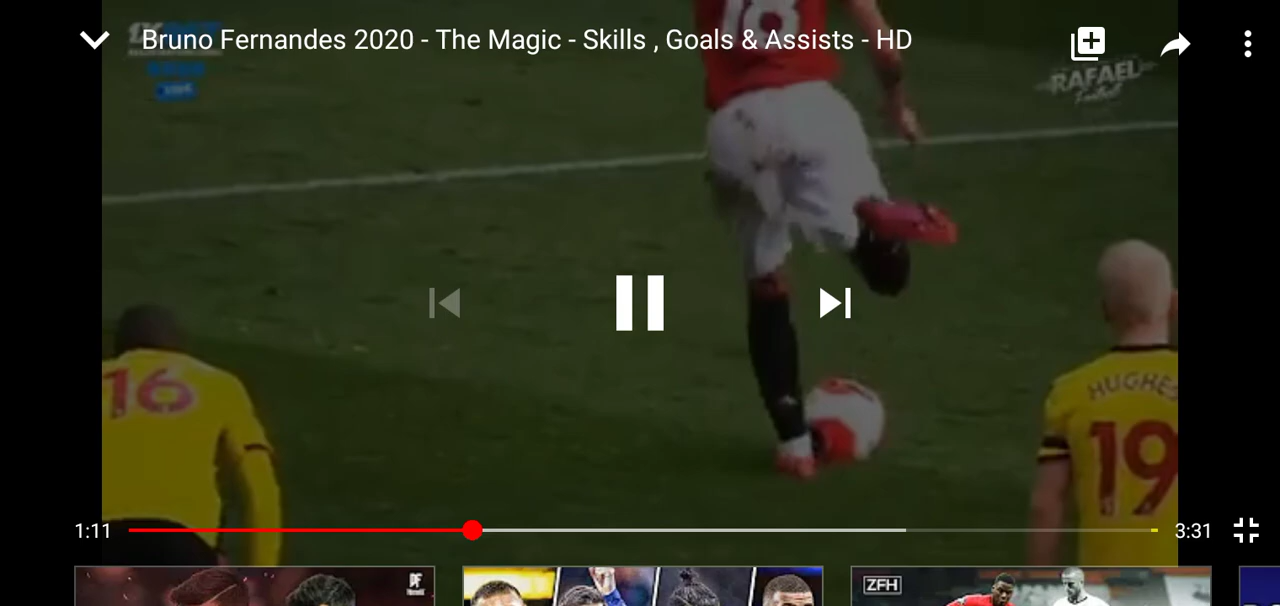 Bruno Fernandes 2020 - The Magic - Skills , Goals & Assists - HD
RAFAEL
18
16
HUGHES
19
1:11
3:31
ZFH